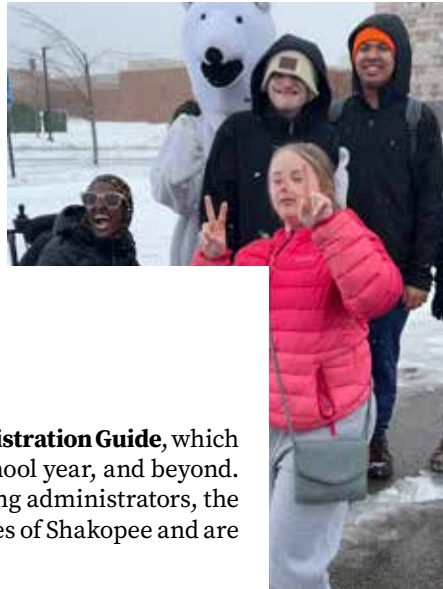 istration Guide, which
hool year, and beyond.
ng administrators, the
es of Shakopee and are